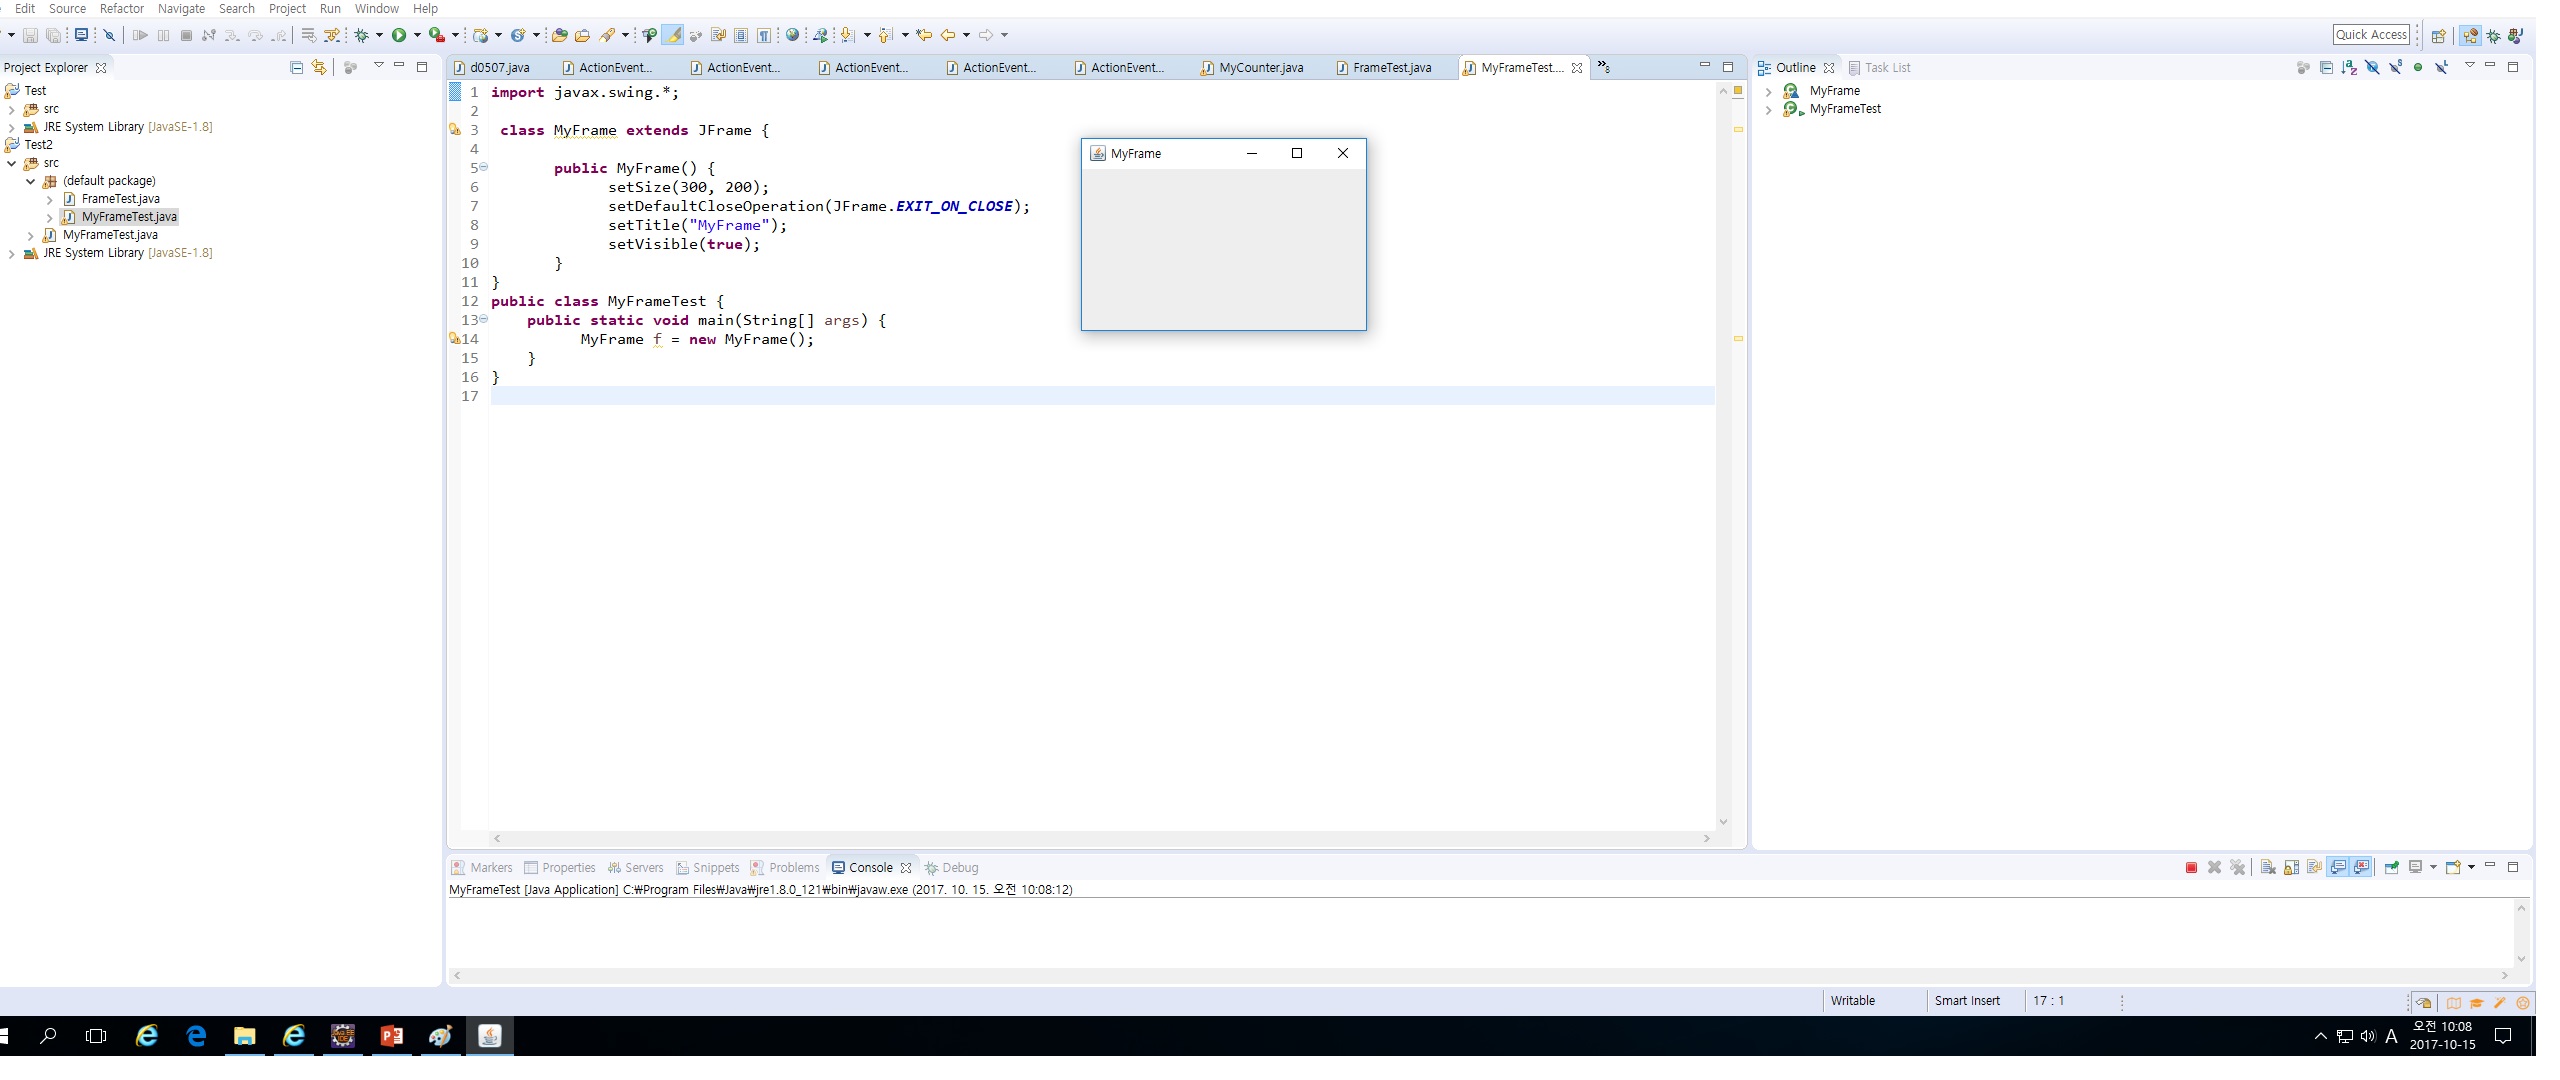 Edit Source Refactor Navigate Search Project Run Window Help
Quick Access
Project Explorer
Test
src
JRE System Library [JavaSE-1.8]
Test2
src
(default package)
FrameTest.java
MyFrameTest.java
MyFrameTest.java
JRE System Library [JavaSE-1.8]
d0507.java ActionEvent... ActionEvent... ActionEvent... ActionEvent... ActionEvent... MyCounter.java FrameTest.java MyFrameTest.... »8
1 import javax.swing.*;
2
3 class MyFrame extends JFrame {
4
5 public MyFrame() {
6 setSize(300, 200);
7 setDefaultCloseOperation(JFrame.EXIT_ON_CLOSE);
8 setTitle("MyFrame");
9 setVisible(true);
10 }
11 }
12 public class MyFrameTest {
13 public static void main(String[] args) {
14 MyFrame f = new MyFrame();
15 }
16 }
17
MyFrame
Outline Task List
MyFrame
MyFrameTest
Markers Properties Servers Snippets Problems Console Debug
MyFrameTest [Java Application] C:₩Program Files₩Java₩jre1.8.0_121₩bin₩javaw.exe (2017. 10. 15. 오전 10:08:12)
Writable Smart Insert 17 : 1
A
오전 10:08
2017-10-15